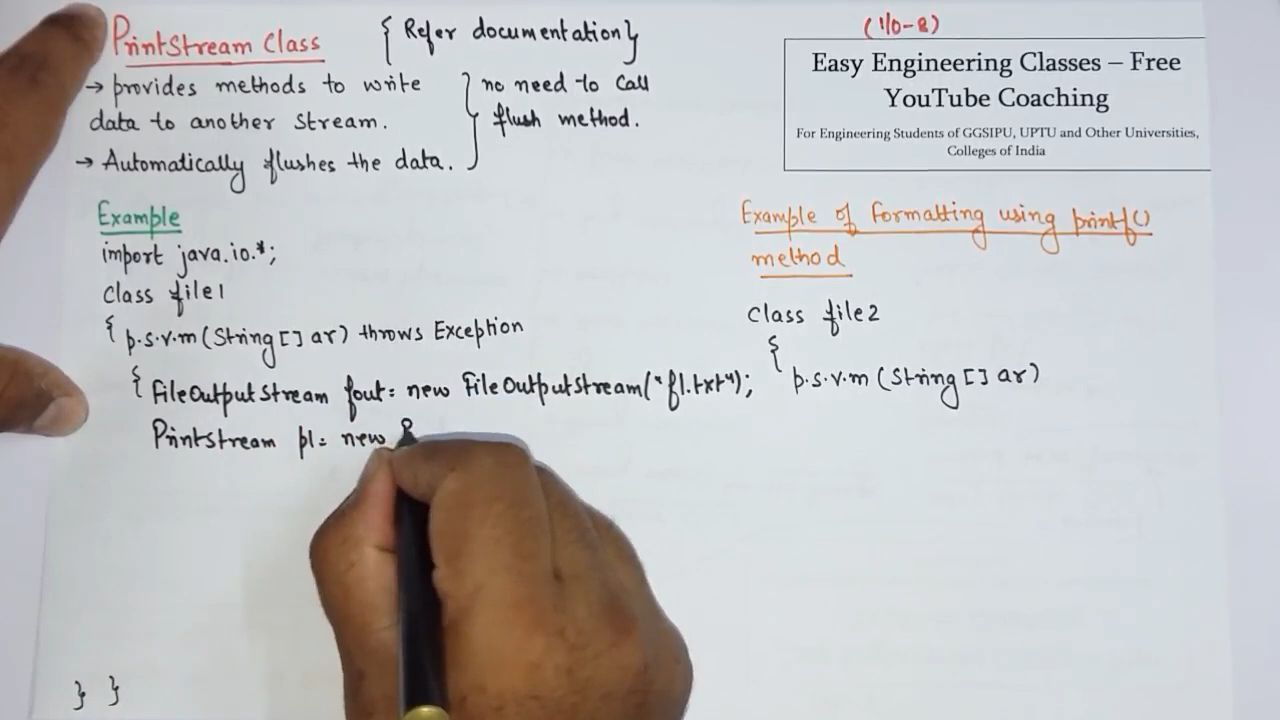 PrintStream Class { Refer documentation}
→ provides methods to write
data to another stream.
→ Automatically flushes the data.
no need to call
flush method.
(I/O-8)
Easy Engineering Classes – Free
YouTube Coaching
For Engineering Students of GGSIPU, UPTU and Other Universities,
Colleges of India
Example
import java.io.*;
class file1
{ p.s.v.m (String [] ar) throws Exception
{ FileOutputStream fout = new FileOutputStream("f1.txt");
PrintStream p1 = new P
} }
Example of formatting using printf()
method
class file2
{
p.s.v.m (String [] ar)